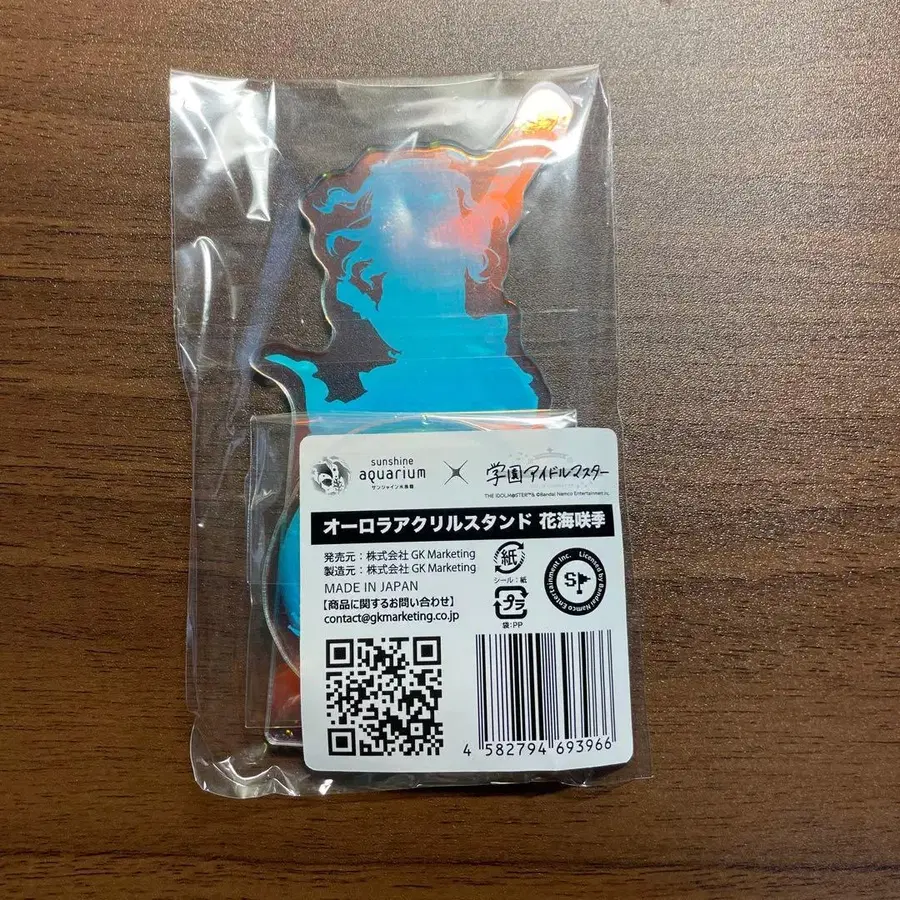 sunshine
aquarium
サンシャイン水族館
学園アイドルマスター
THE IDOLM@STER™& ©Bandai Namco Entertainment Inc.
オーロラアクリルスタンド 花海咲季
発売元：株式会社 GK Marketing
製造元：株式会社 GK Marketing
MADE IN JAPAN
【商品に関するお問い合わせ】
contact@gkmarketing.co.jp
紙
シール：紙
プラ
袋：PP
Licensed by Bandai Namco Entertainment Inc.
SP
4 582794 693966